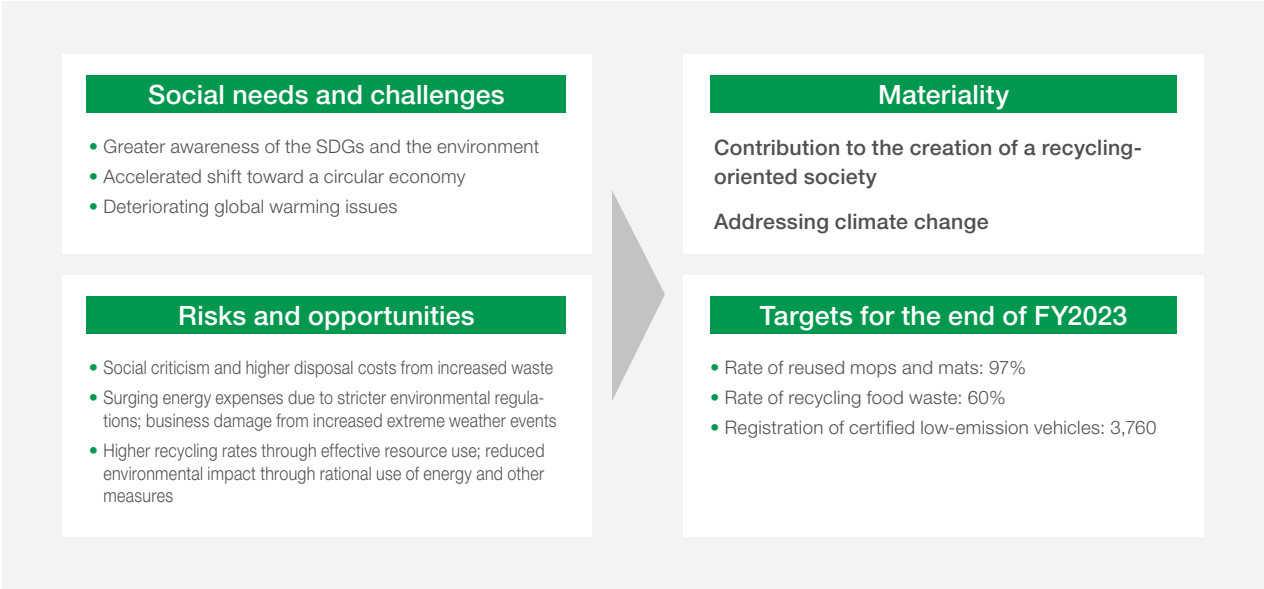 Social needs and challenges
• Greater awareness of the SDGs and the environment
• Accelerated shift toward a circular economy
• Deteriorating global warming issues
Risks and opportunities
• Social criticism and higher disposal costs from increased waste
• Surging energy expenses due to stricter environmental regula-
tions; business damage from increased extreme weather events
• Higher recycling rates through effective resource use; reduced
environmental impact through rational use of energy and other
measures
Materiality
Contribution to the creation of a recycling-
oriented society
Addressing climate change
Targets for the end of FY2023
• Rate of reused mops and mats: 97%
• Rate of recycling food waste: 60%
• Registration of certified low-emission vehicles: 3,760